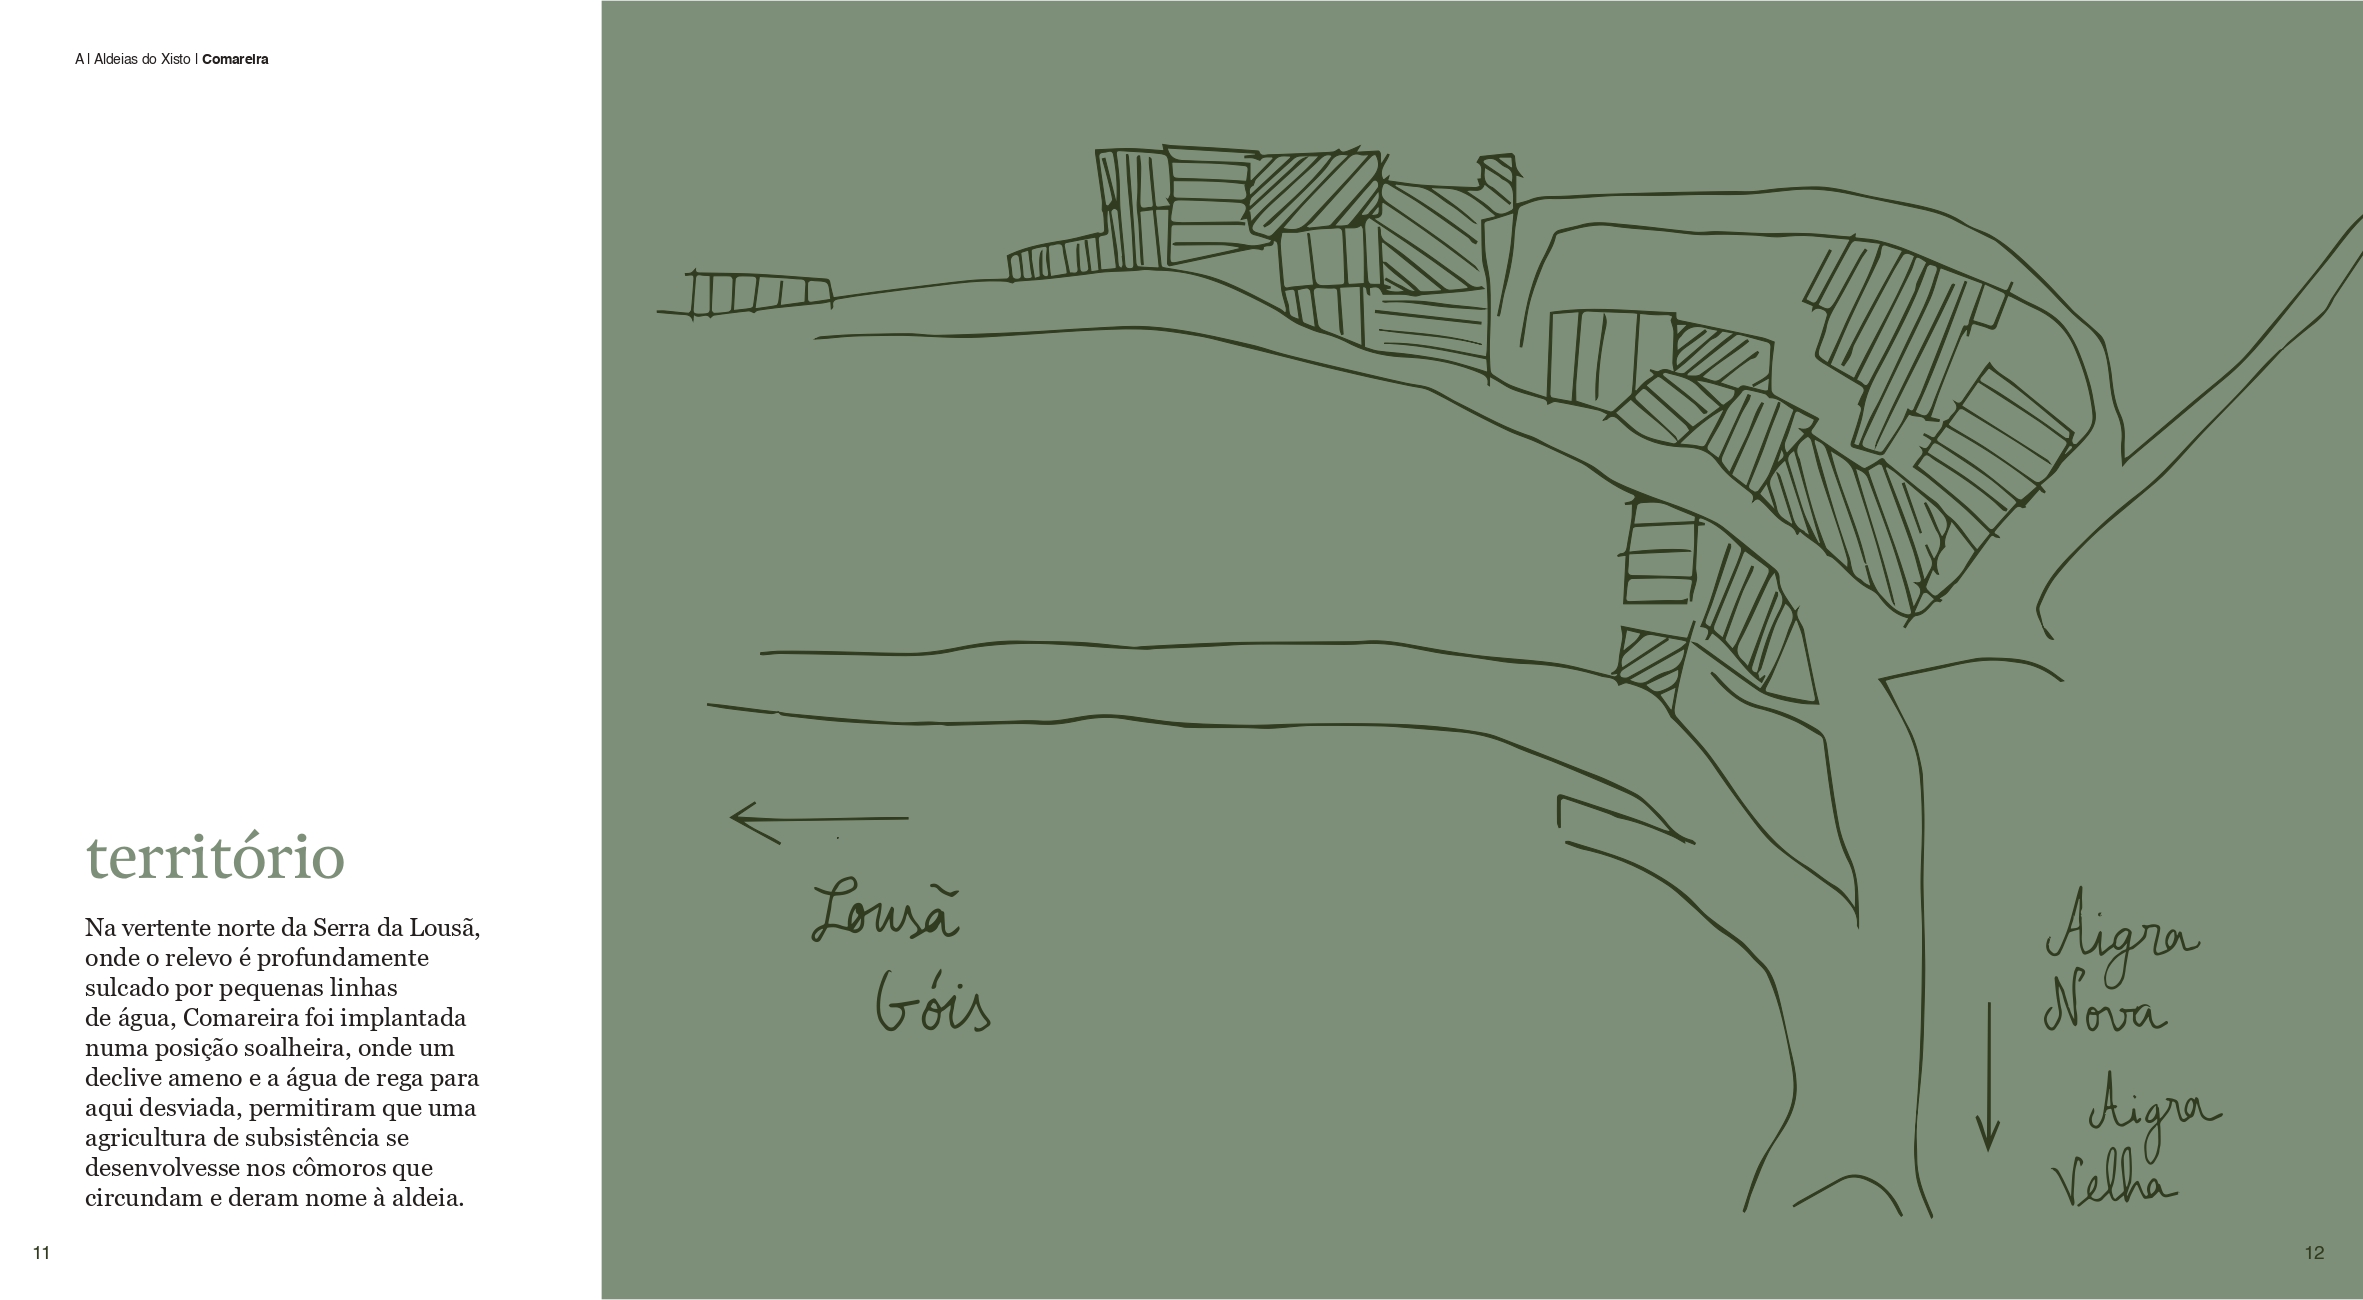 A | Aldeias do Xisto | Comareira
território
Na vertente norte da Serra da Lousã,
onde o relevo é profundamente
sulcado por pequenas linhas
de água, Comareira foi implantada
numa posição soalheira, onde um
declive ameno e a água de rega para
aqui desviada, permitiram que uma
agricultura de subsistência se
desenvolvesse nos cômoros que
circundam e deram nome à aldeia.
11
Lousã
Góis
Aigra
Nova
Aigra
Velha
12